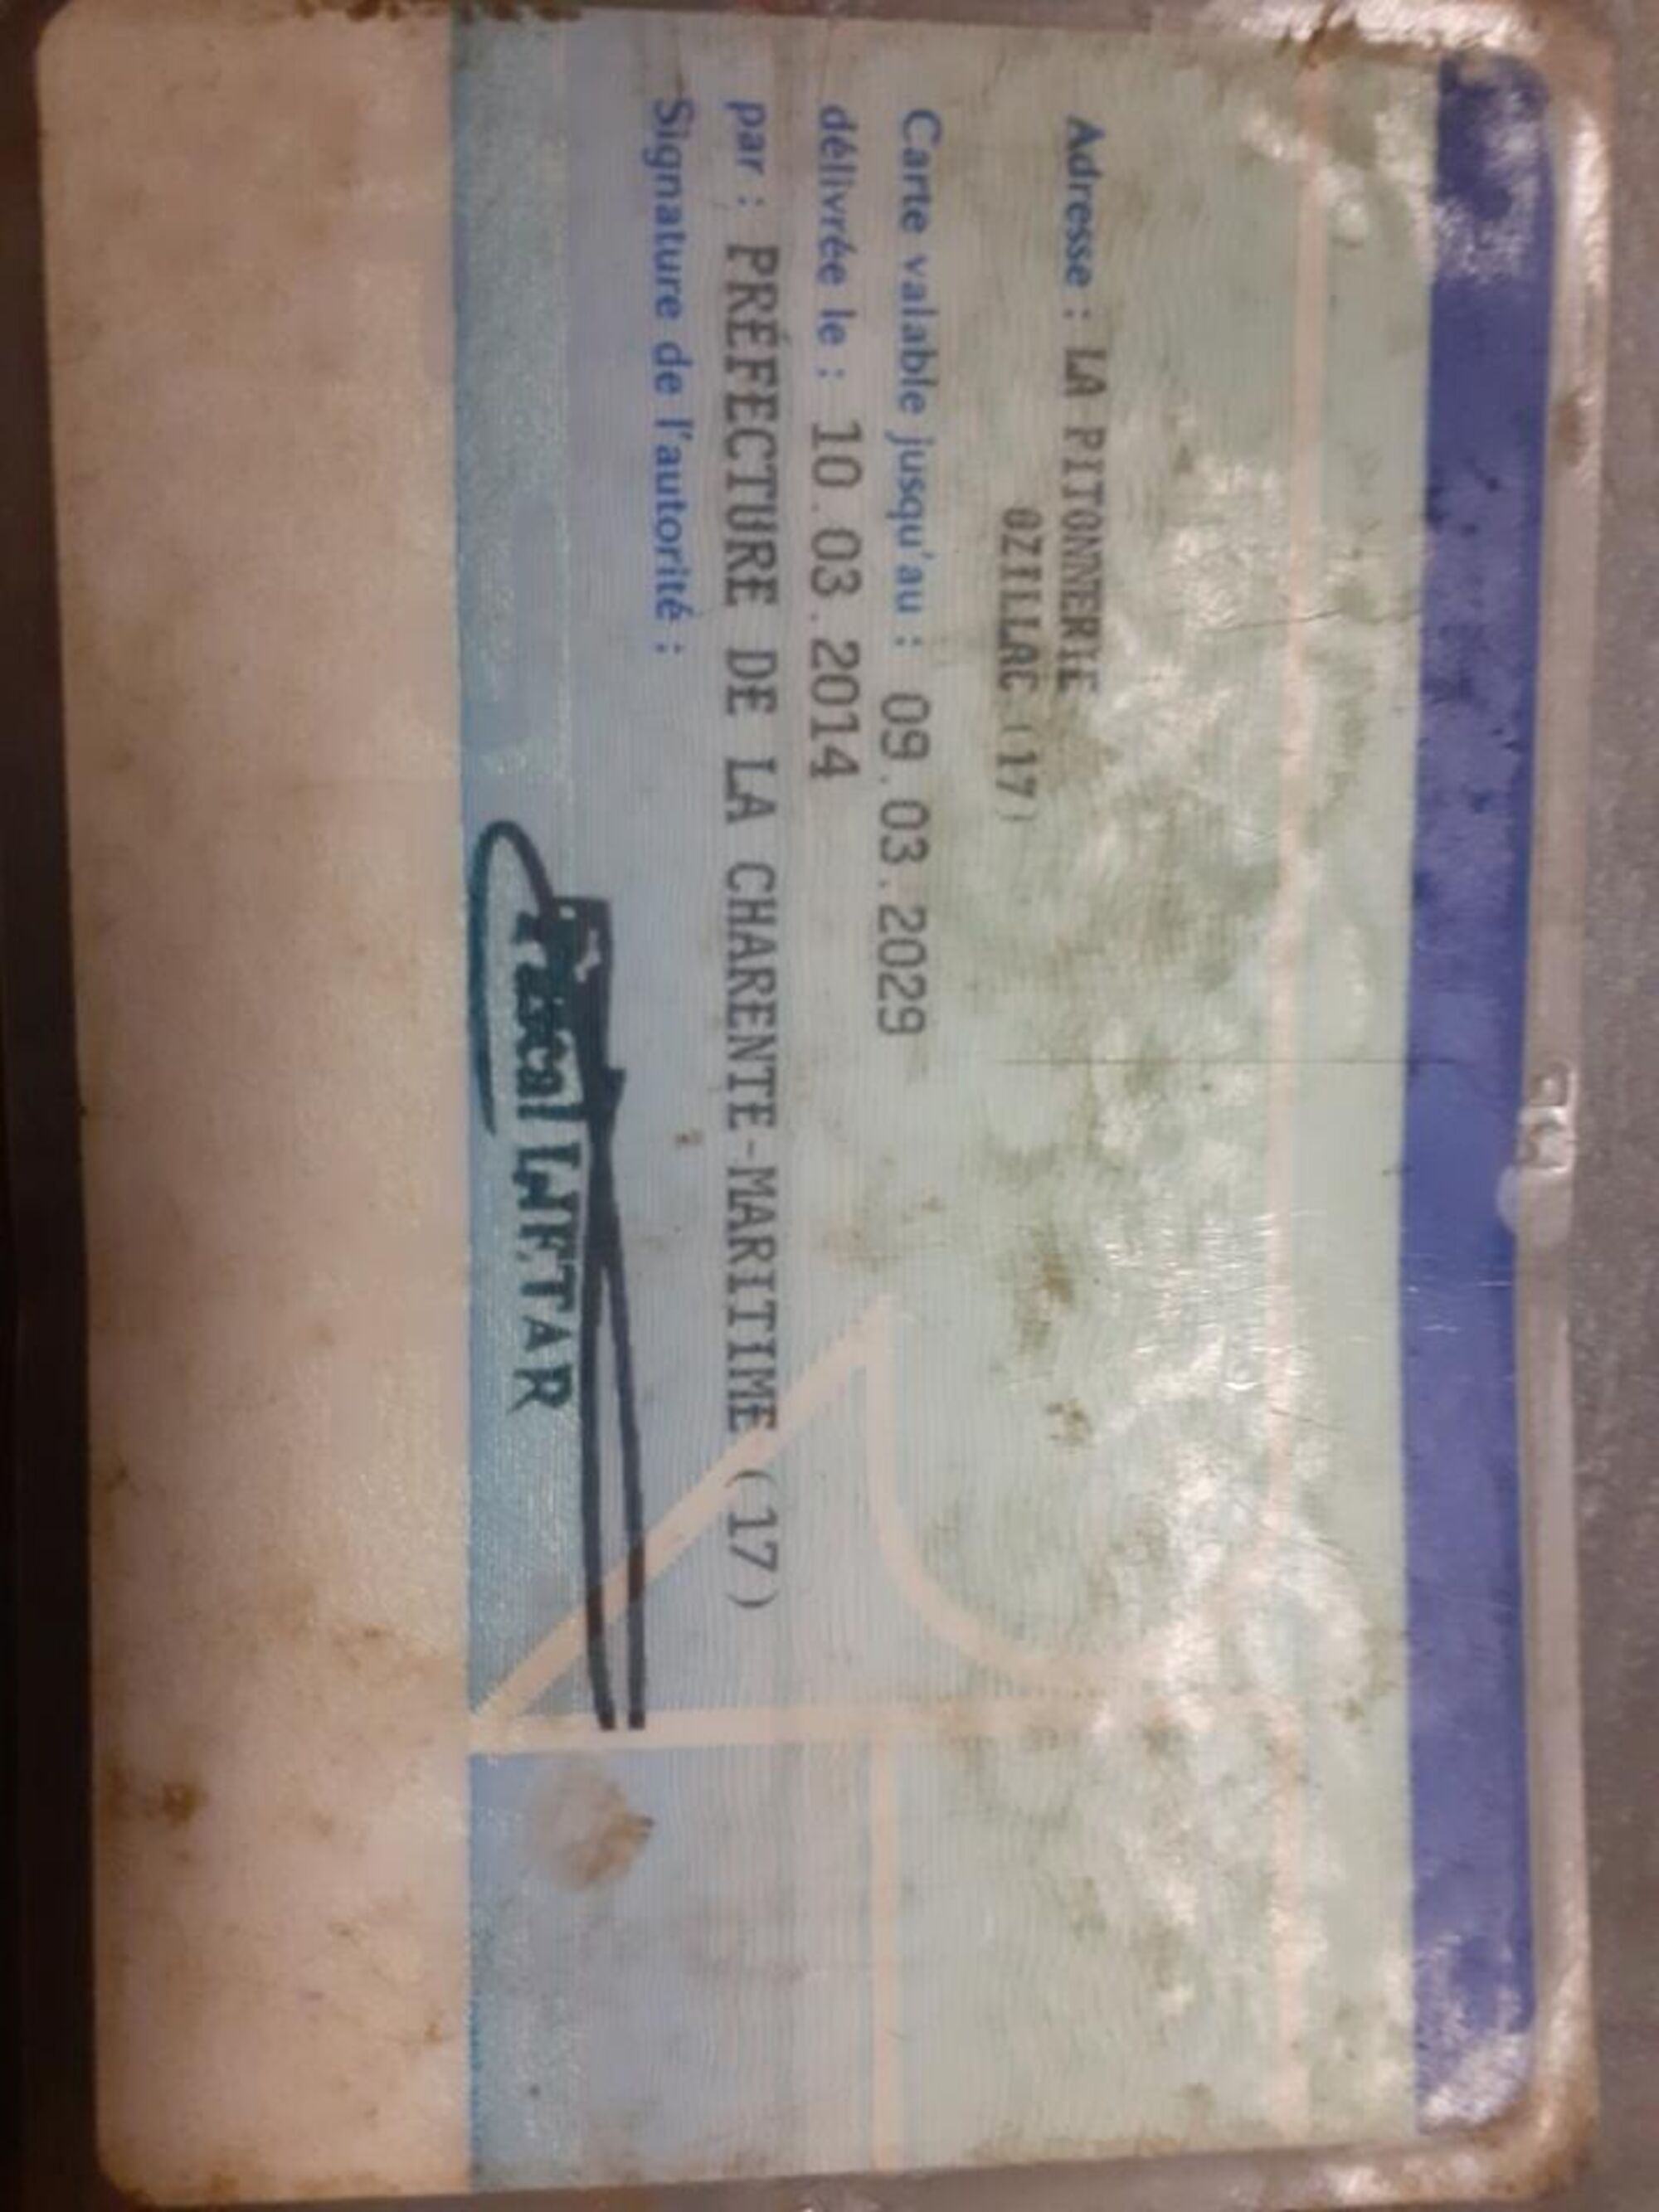 Adresse : LA PITONNERIE
OZILLAC (17)
Carte valable jusqu'au : 09.03.2029
délivrée le : 10.03.2014
par : PRÉFECTURE DE LA CHARENTE-MARITIME (17)
Signature de l'autorité :
Pascal